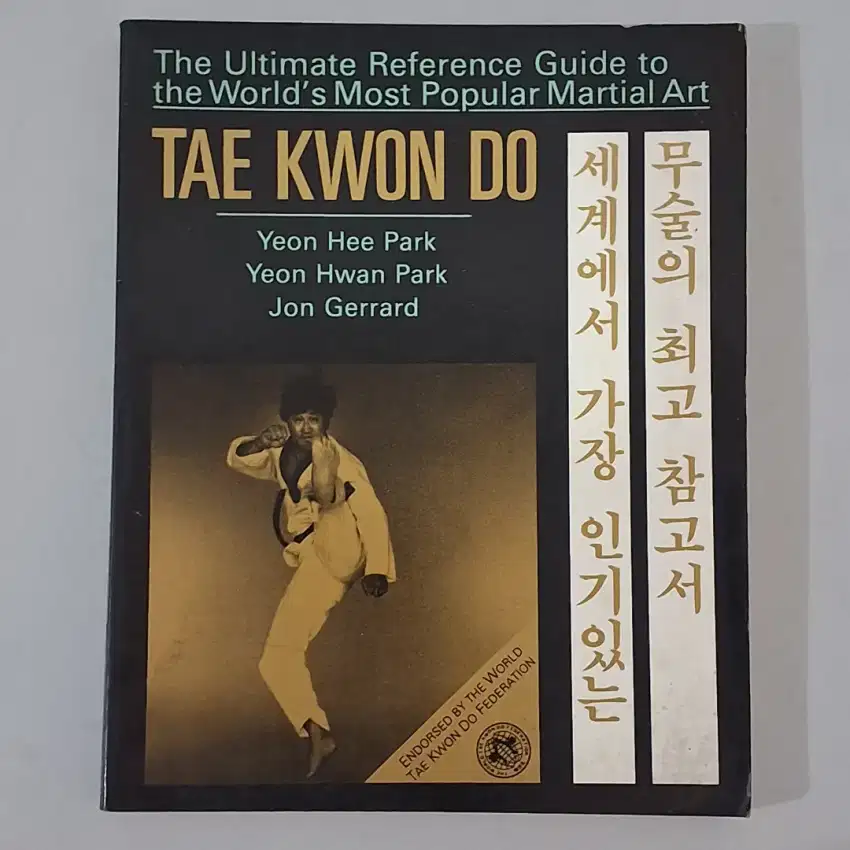 The Ultimate Reference Guide to
the World's Most Popular Martial Art
TAE KWON DO
Yeon Hee Park
Yeon Hwan Park
Jon Gerrard
세계에서 가장 인기있는
무술의 최고 참고서
ENDORSED BY THE WORLD
TAE KWON DO FEDERATION